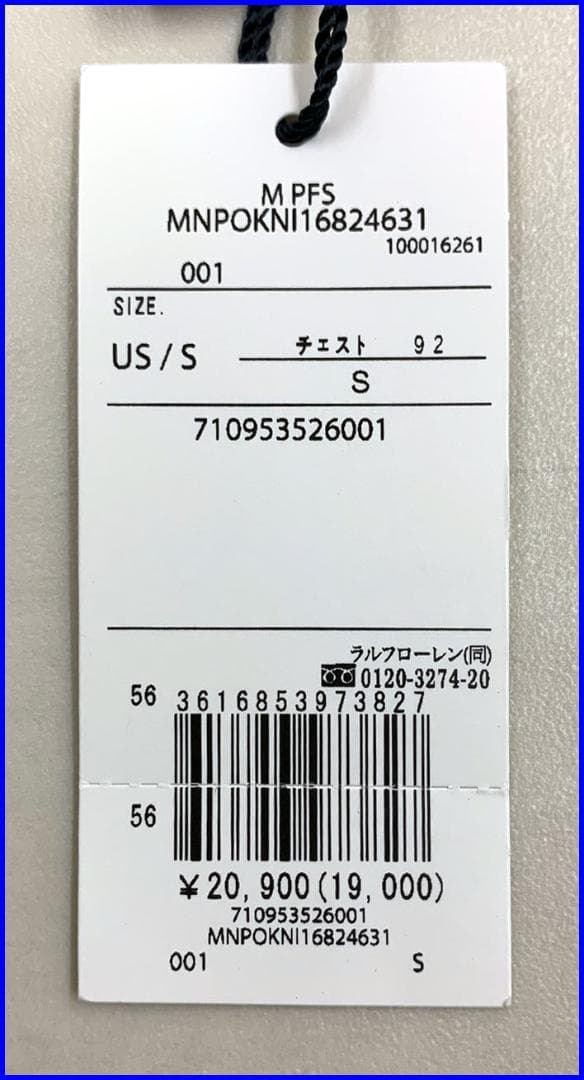 M PFS
MNPOKNI16824631
100016261
001
SIZE.
US / S
チェスト 92
S
710953526001
ラルフローレン(同)
0120-3274-20
56 3616853973827
56
¥20,900(19,000)
710953526001
MNPOKNI16824631
001 S